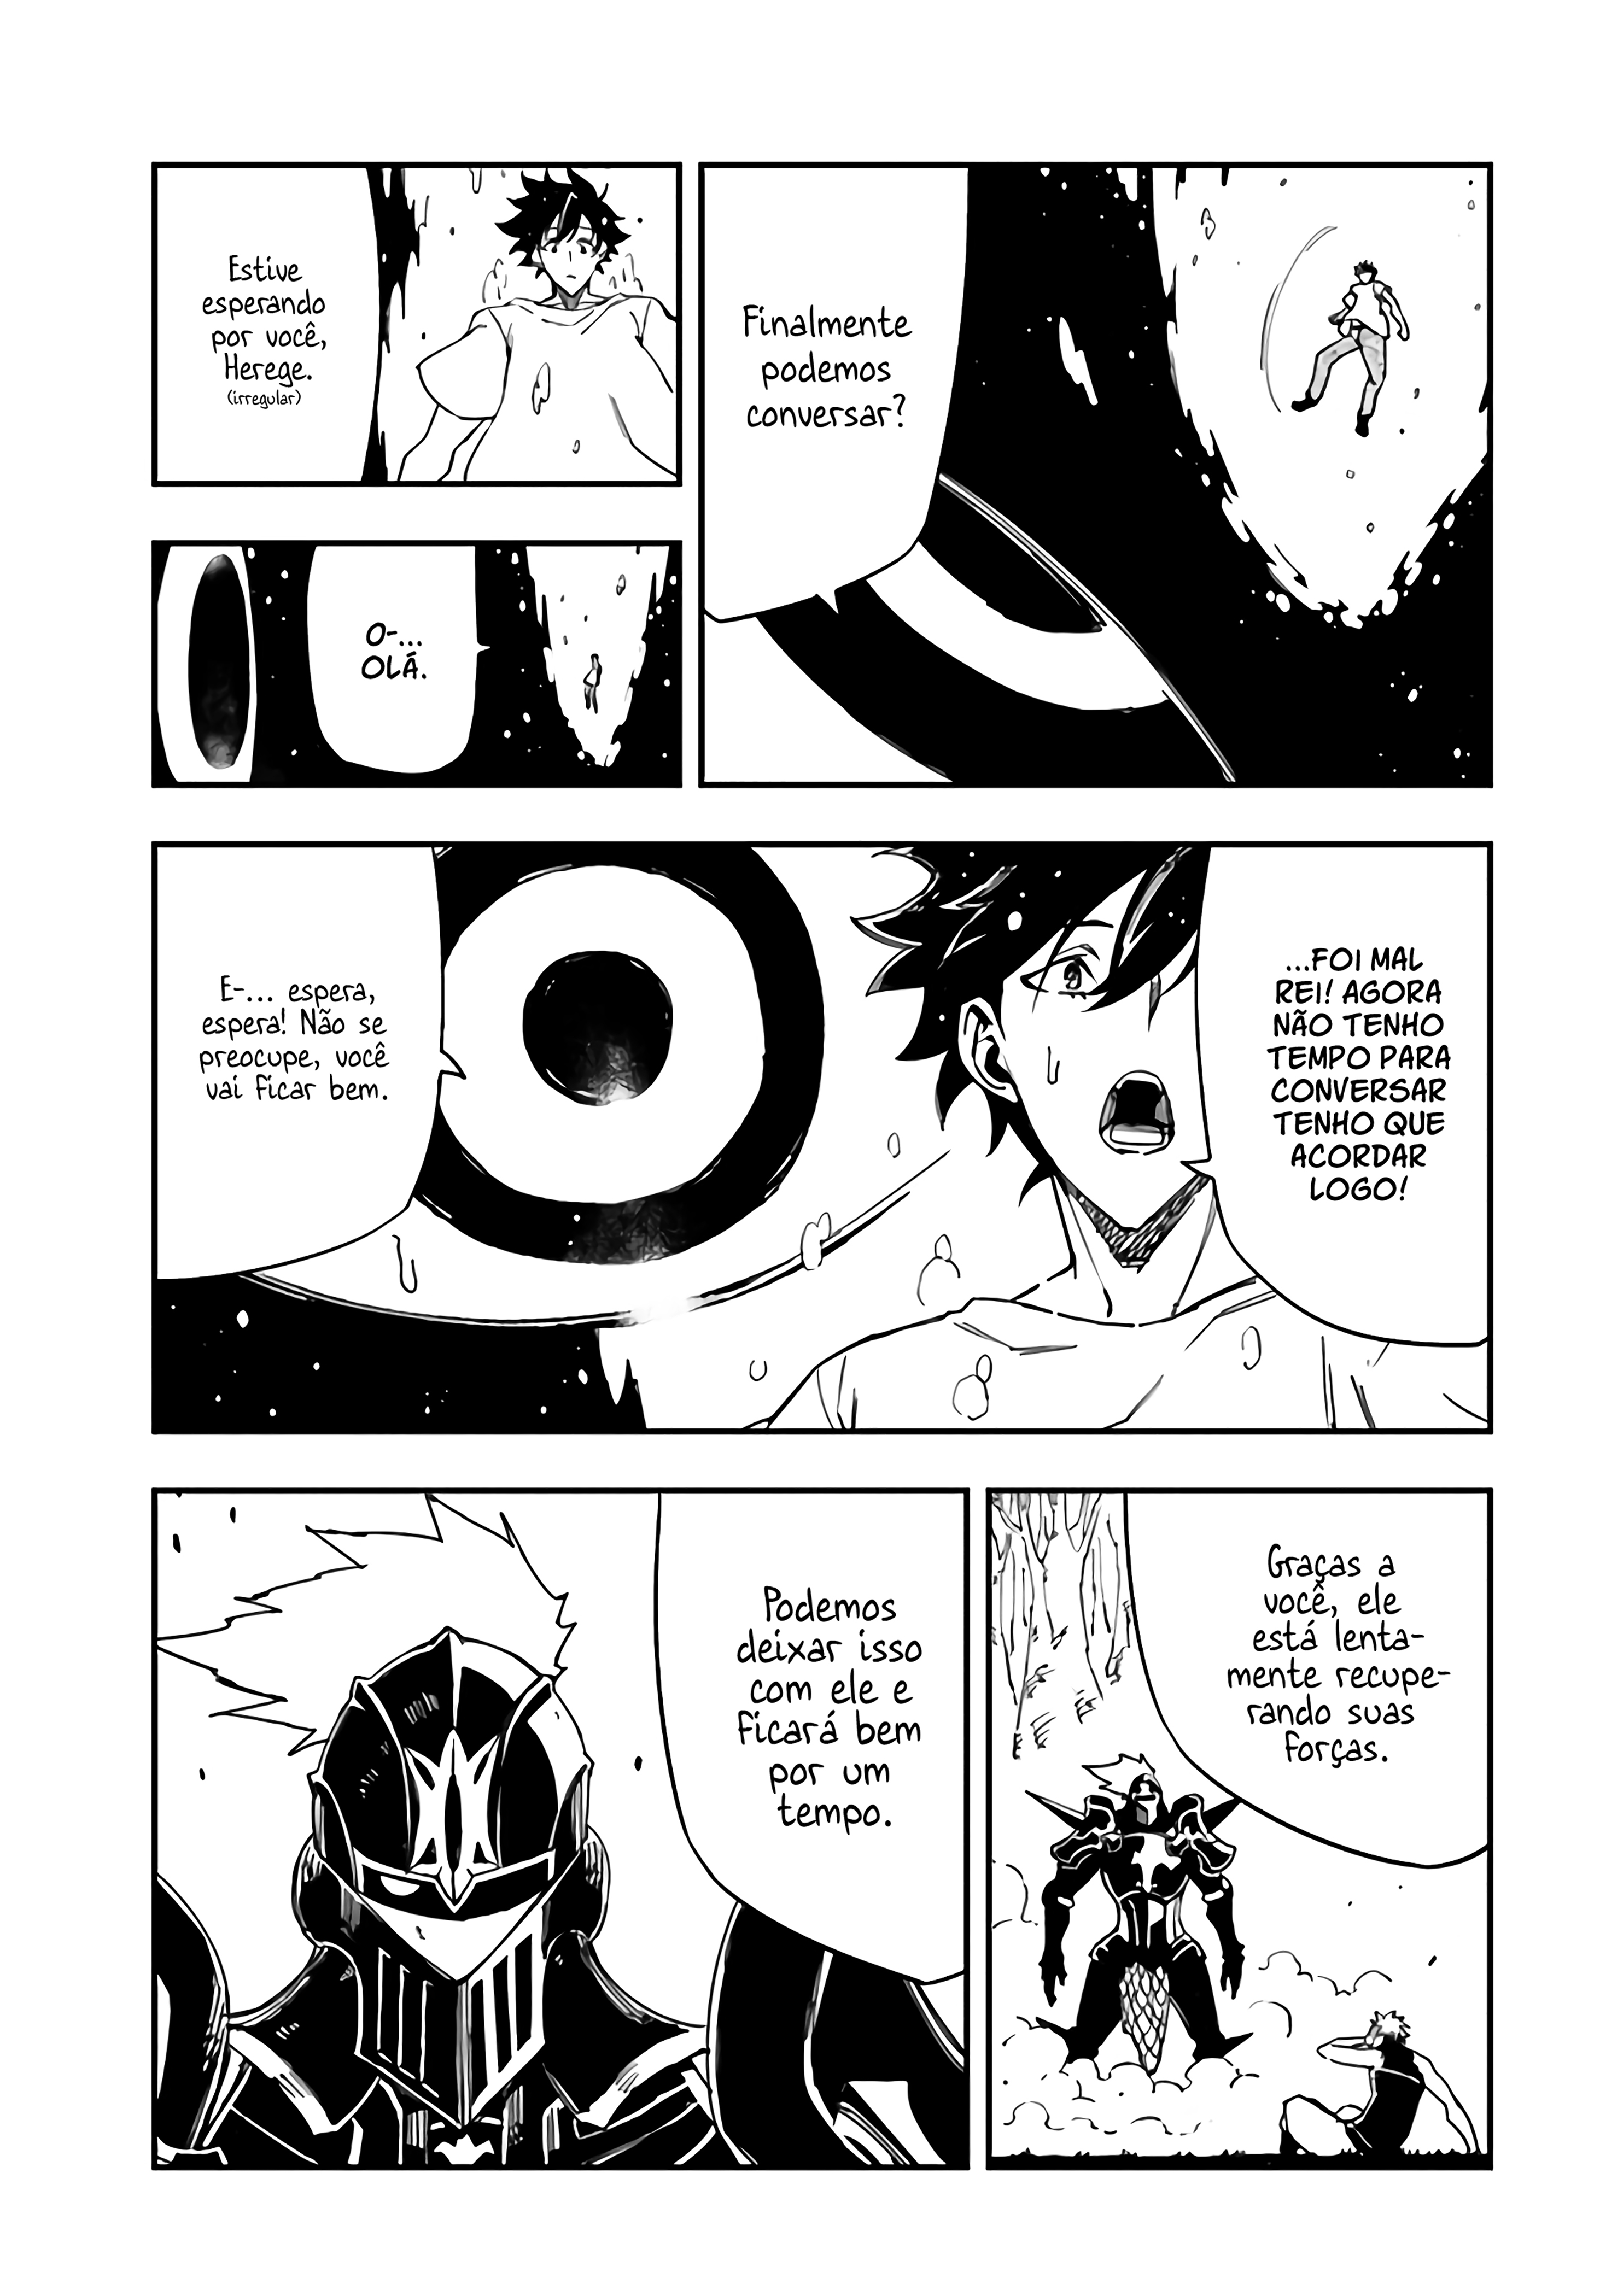 Finalmente
podemos
conversar?
Estive
esperando
por você,
Herege.
(irregular)
O-...
OLÁ.
...FOI MAL
REI! AGORA
NÃO TENHO
TEMPO PARA
CONVERSAR
TENHO QUE
ACORDAR
LOGO!
E-... espera,
espera! Não se
preocupe, você
vai ficar bem.
Graças a
você, ele
está lenta-
mente recupe-
rando suas
forças.
Podemos
deixar isso
com ele e
ficará bem
por um
tempo.